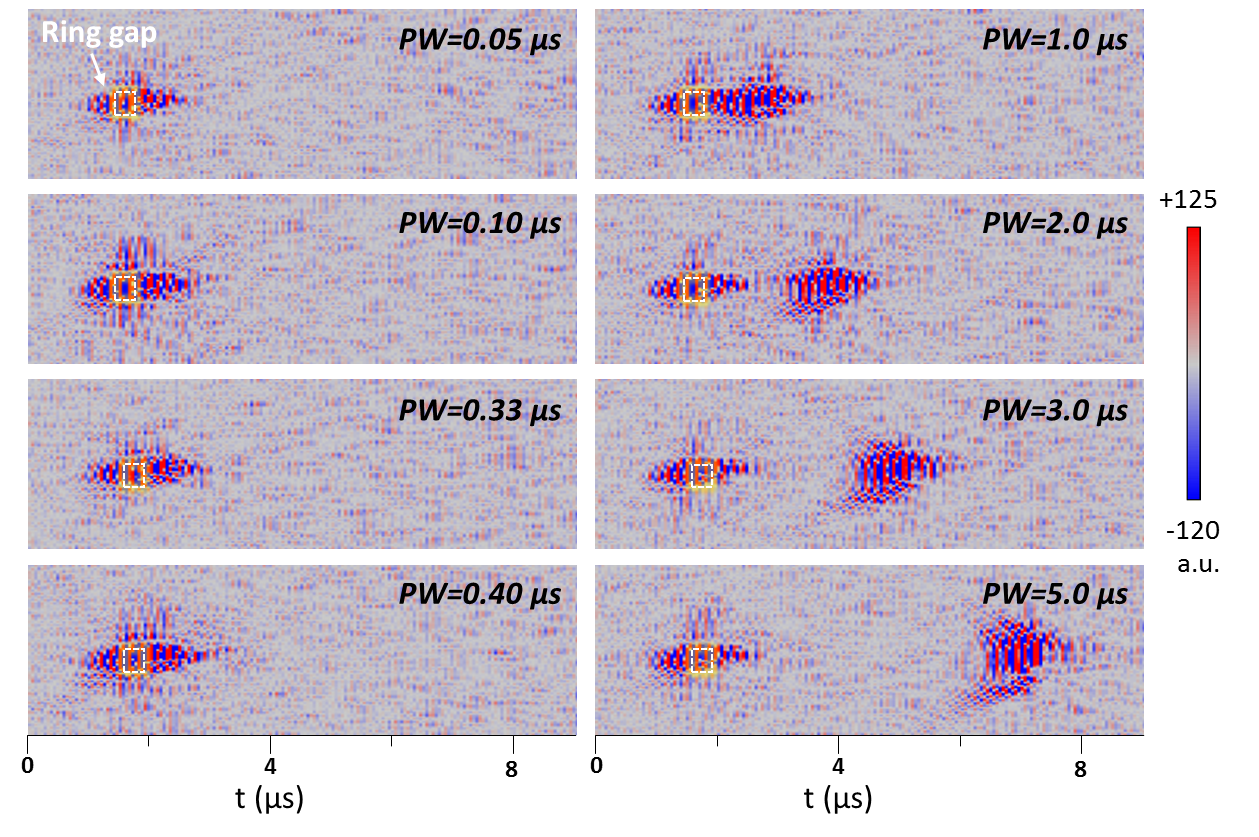 Ring gap
PW=0.05 µs
PW=1.0 µs
PW=0.10 µs
PW=2.0 µs
+125
PW=0.33 µs
PW=3.0 µs
-120
a.u.
PW=0.40 µs
PW=5.0 µs
0 4 8
t (µs)
0 4 8
t (µs)